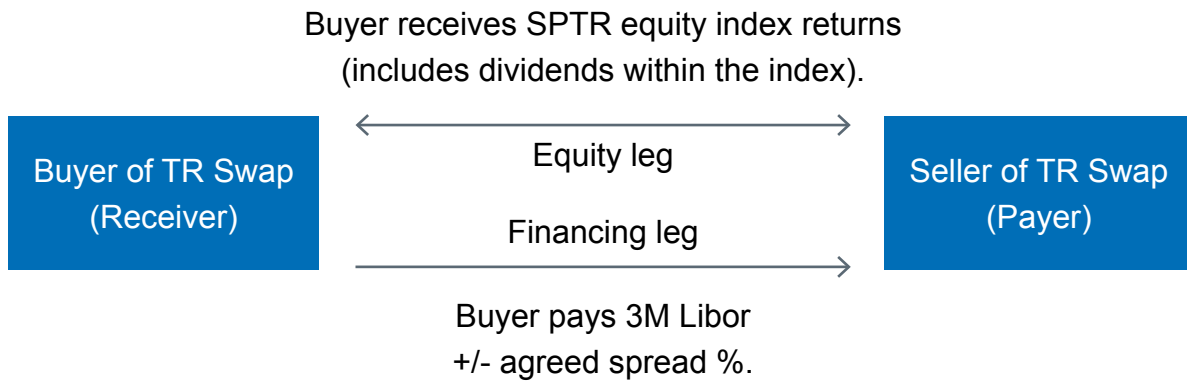 Buyer receives SPTR equity index returns
(includes dividends within the index).
Buyer of TR Swap
(Receiver)
Equity leg
Financing leg
Seller of TR Swap
(Payer)
Buyer pays 3M Libor
+/- agreed spread %.